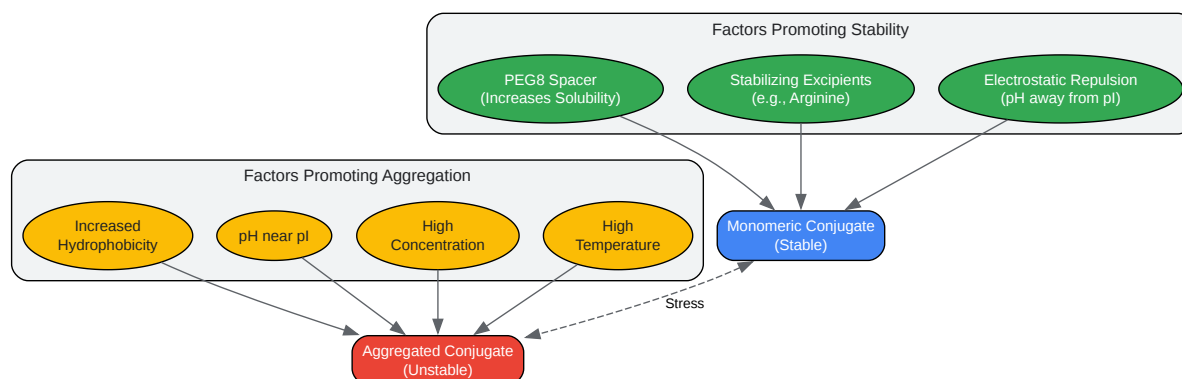 Factors Promoting Stability
PEG8 Spacer
(Increases Solubility)
Stabilizing Excipients
(e.g., Arginine)
Electrostatic Repulsion
(pH away from pI)
Factors Promoting Aggregation
Increased
Hydrophobicity
pH near pI
High
Concentration
High
Temperature
Monomeric Conjugate
(Stable)
Stress
Aggregated Conjugate
(Unstable)